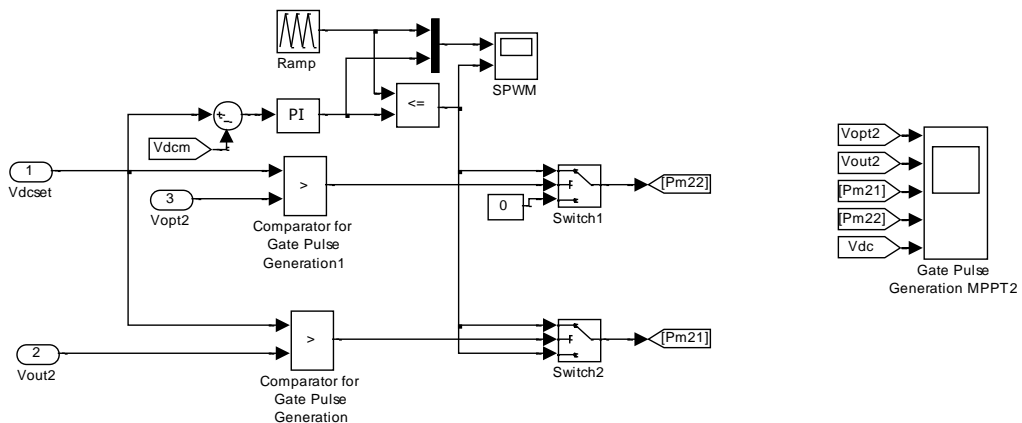 Ramp
SPWM
PI
<=
+
-
Vdcm
1
Vdcset
3
Vopt2
>
Comparator for
Gate Pulse
Generation1
0
Switch1
[Pm22]
2
Vout2
>
Comparator for
Gate Pulse
Generation
Switch2
[Pm21]
Vopt2
Vout2
[Pm21]
[Pm22]
Vdc
Gate Pulse
Generation MPPT2